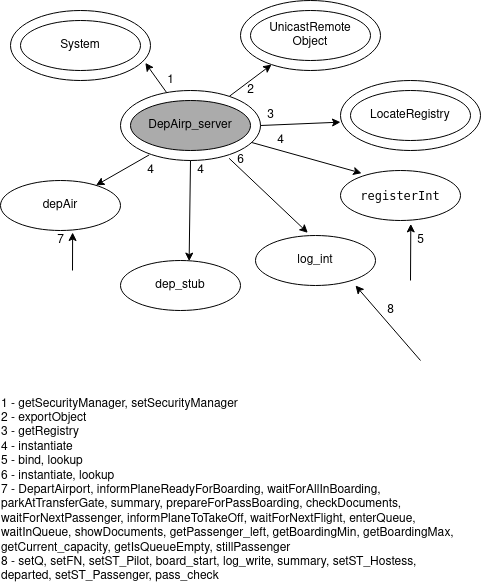 System
UnicastRemote
Object
1
2
DepAirp_server
3
LocateRegistry
4
6
4
4
depAir
registerInt
7
5
log_int
dep_stub
8
1 - getSecurityManager, setSecurityManager
2 - exportObject
3 - getRegistry
4 - instantiate
5 - bind, lookup
6 - instantiate, lookup
7 - DepartAirport, informPlaneReadyForBoarding, waitForAllInBoarding,
parkAtTransferGate, summary, prepareForPassBoarding, checkDocuments,
waitForNextPassenger, informPlaneToTakeOff, waitForNextFlight, enterQueue,
waitInQueue, showDocuments, getPassenger_left, getBoardingMin, getBoardingMax,
getCurrent_capacity, getIsQueueEmpty, stillPassenger
8 - setQ, setFN, setST_Pilot, board_start, log_write, summary, setST_Hostess,
departed, setST_Passenger, pass_check